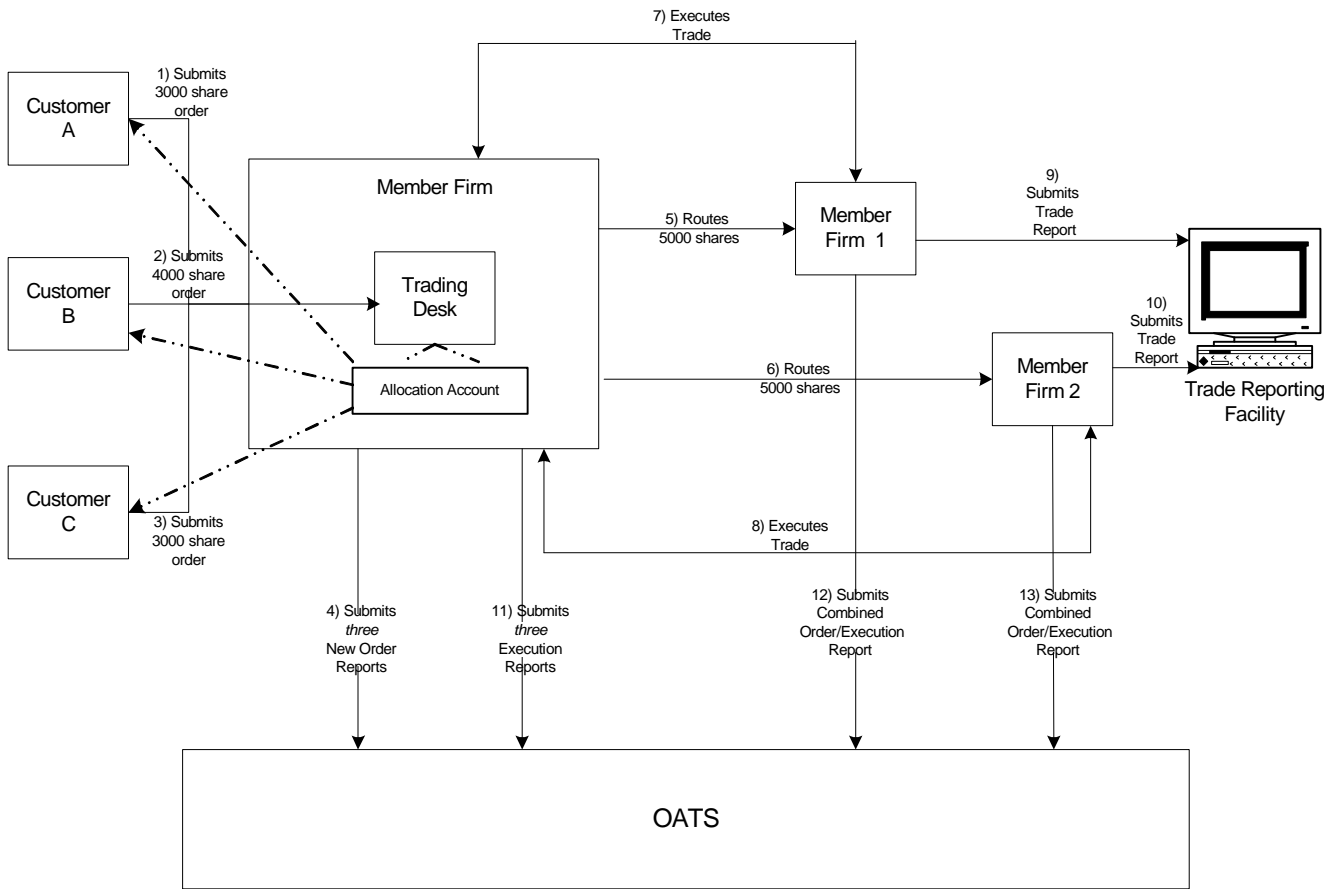 7) Executes
Trade
1) Submits
3000 share
order
Customer
A
Member Firm
9)
Submits
Trade
Report
Member
Firm 1
5) Routes
5000 shares
2) Submits
4000 share
order
Customer
B
Trading
Desk
10)
Submits
Trade
Report
Member
Firm 2
6) Routes
5000 shares
Allocation Account
Trade Reporting
Facility
Customer
C
3) Submits
3000 share
order
8) Executes
Trade
4) Submits
three
New Order
Reports
11) Submits
three
Execution
Reports
12) Submits
Combined
Order/Execution
Report
13) Submits
Combined
Order/Execution
Report
OATS